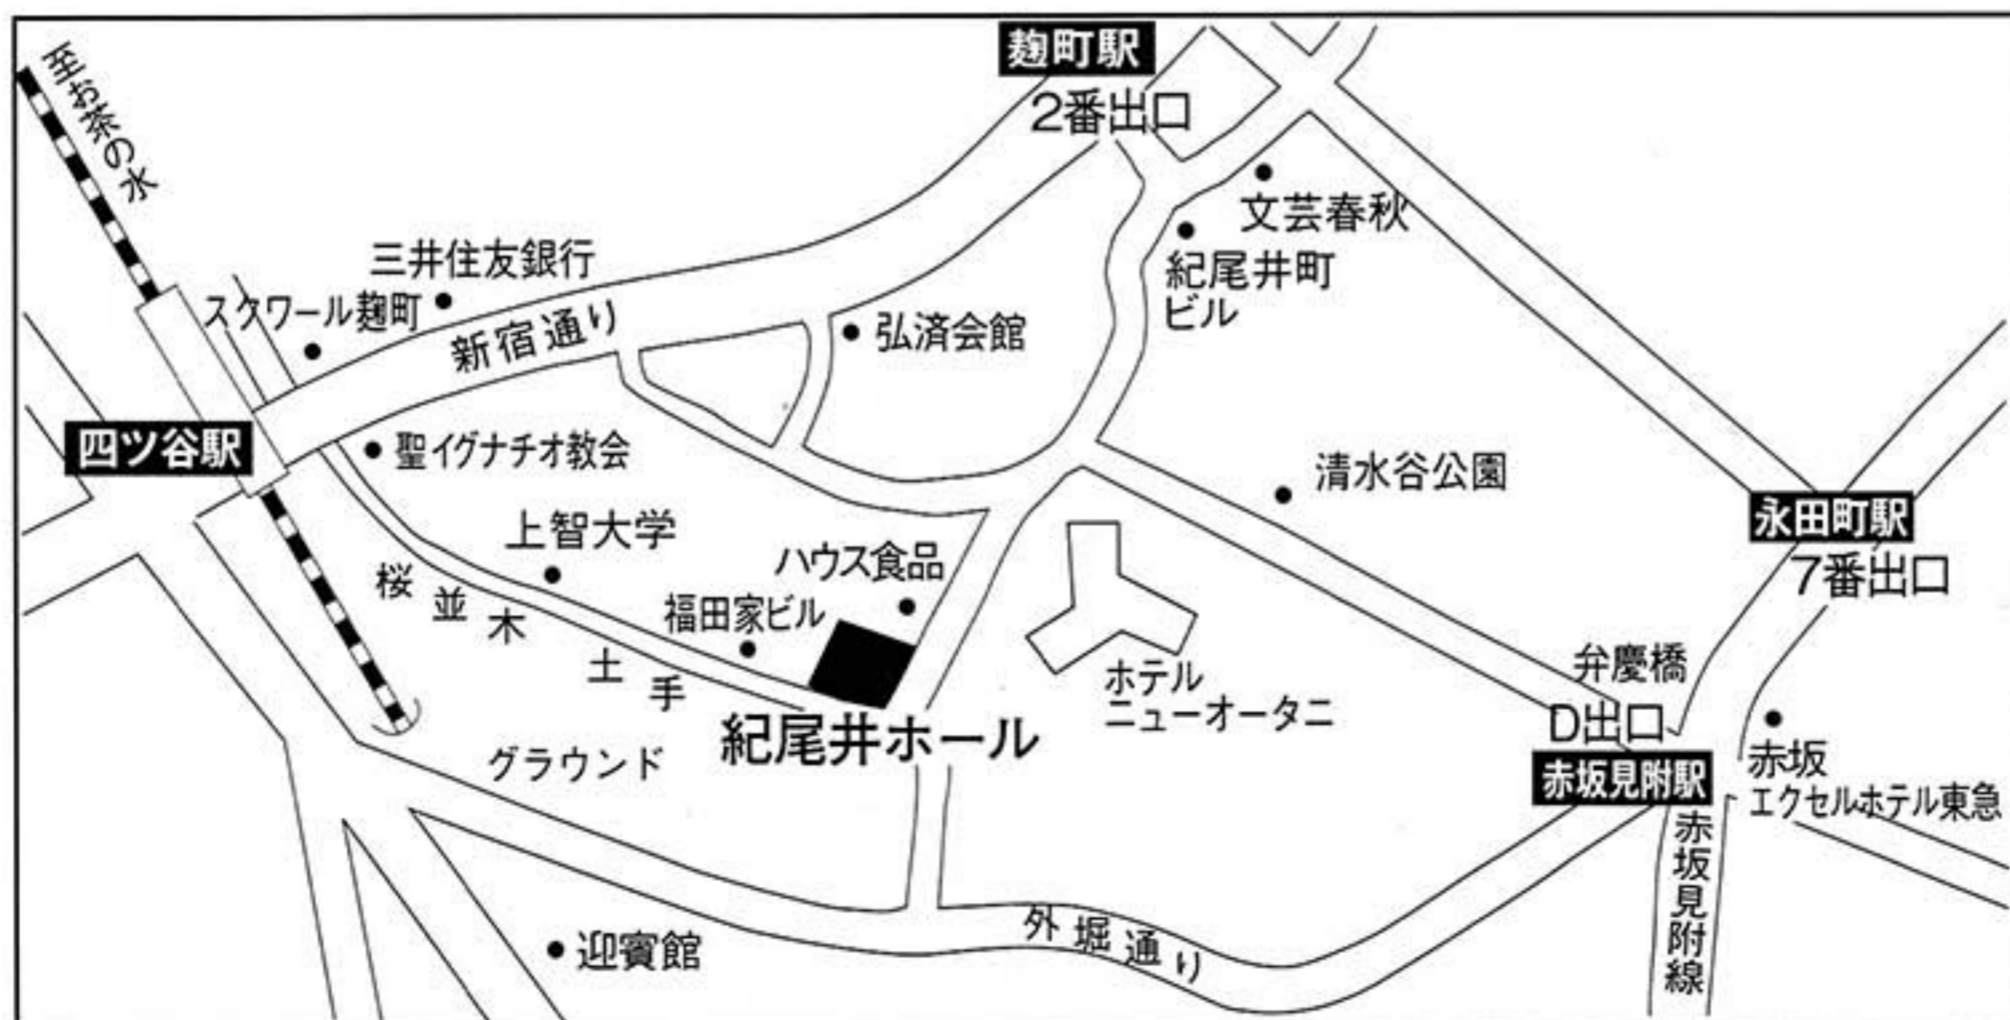 麹町駅
2番出口
至お茶の水
文芸春秋
紀尾井町
ビル
三井住友銀行
スクワール麹町
新宿通り
弘済会館
四ツ谷駅
聖イグナチオ教会
清水谷公園
上智大学
永田町駅
7番出口
ハウス食品
桜並木土手
福田家ビル
弁慶橋
ホテル
ニューオータニ
D出口
紀尾井ホール
グラウンド
赤坂見附駅
赤坂
エクセルホテル東急
赤坂見附線
外堀通り
迎賓館